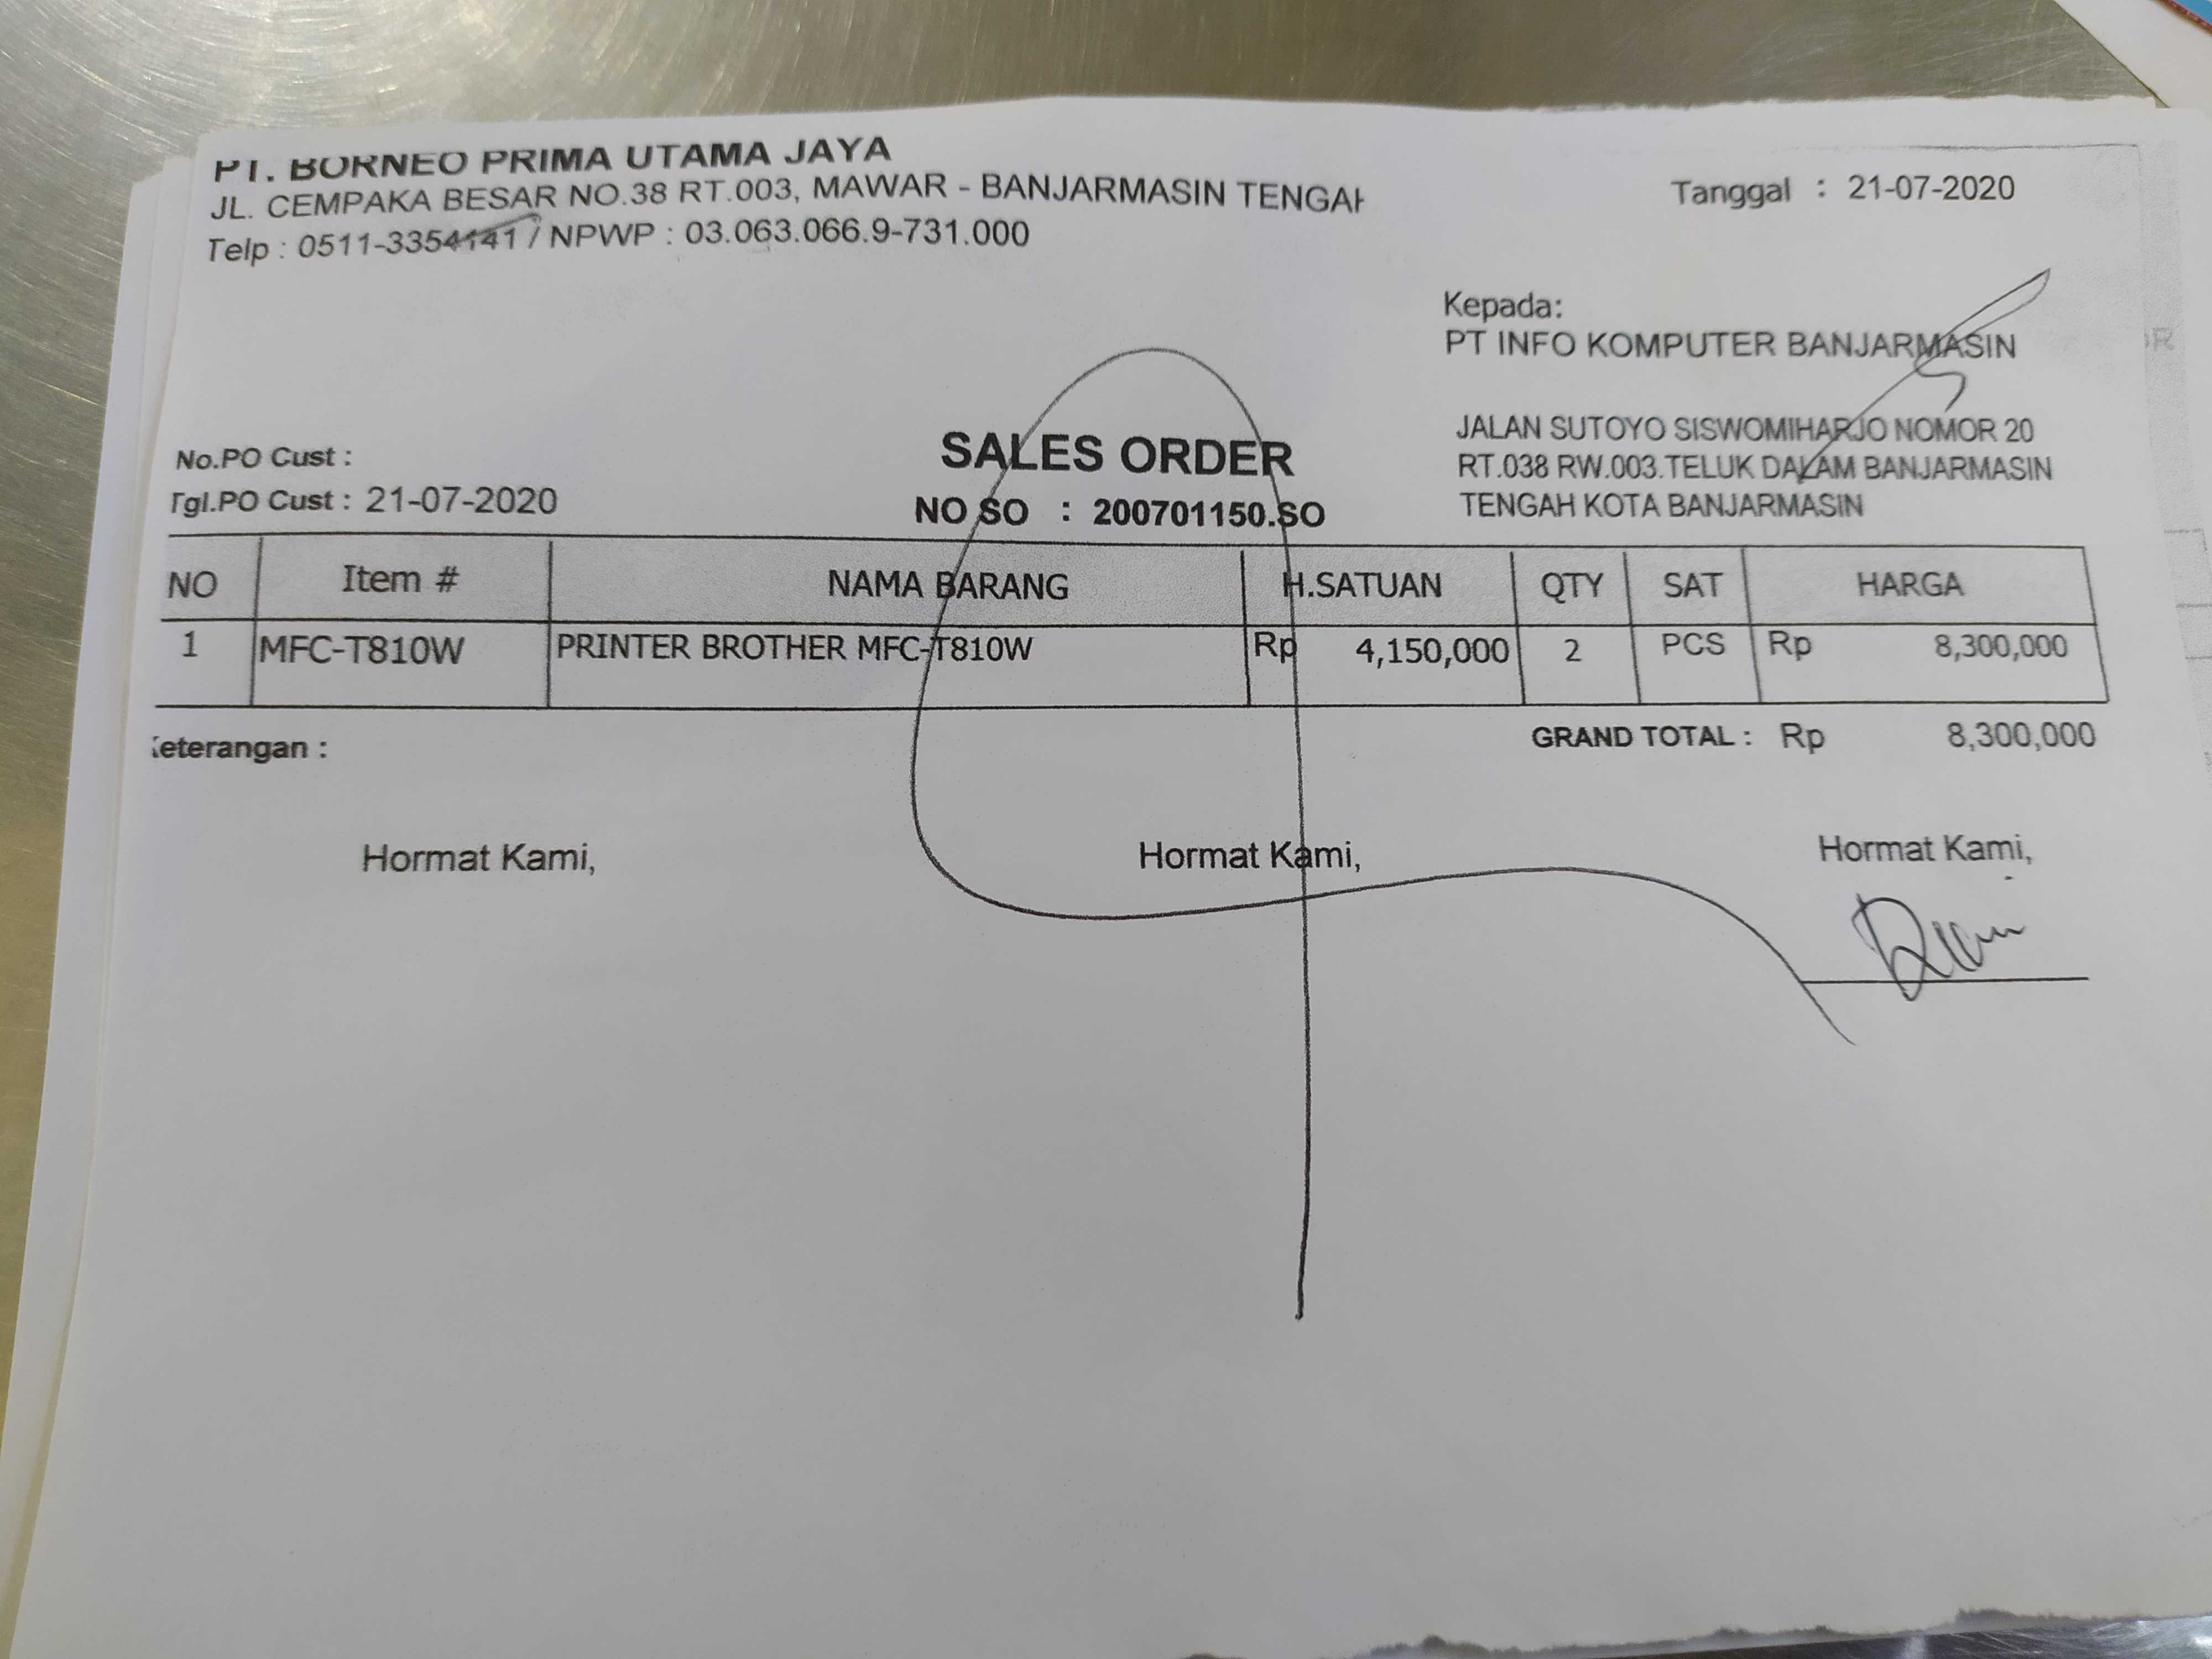 PT. BORNEO PRIMA UTAMA JAYA
JL. CEMPAKA BESAR NO.38 RT.003, MAWAR - BANJARMASIN TENGAH
Telp : 0511-3354141 / NPWP : 03.063.066.9-731.000
Tanggal : 21-07-2020
Kepada:
PT INFO KOMPUTER BANJARMASIN
JALAN SUTOYO SISWOMIHARJO NOMOR 20
RT.038 RW.003.TELUK DALAM BANJARMASIN
TENGAH KOTA BANJARMASIN
No.PO Cust :
Tgl.PO Cust : 21-07-2020
SALES ORDER
NO SO : 200701150.SO
NO Item # NAMA BARANG H.SATUAN QTY SAT HARGA
1 MFC-T810W PRINTER BROTHER MFC-T810W Rp 4,150,000 2 PCS Rp 8,300,000
Keterangan :
GRAND TOTAL : Rp 8,300,000
Hormat Kami, Hormat Kami, Hormat Kami,